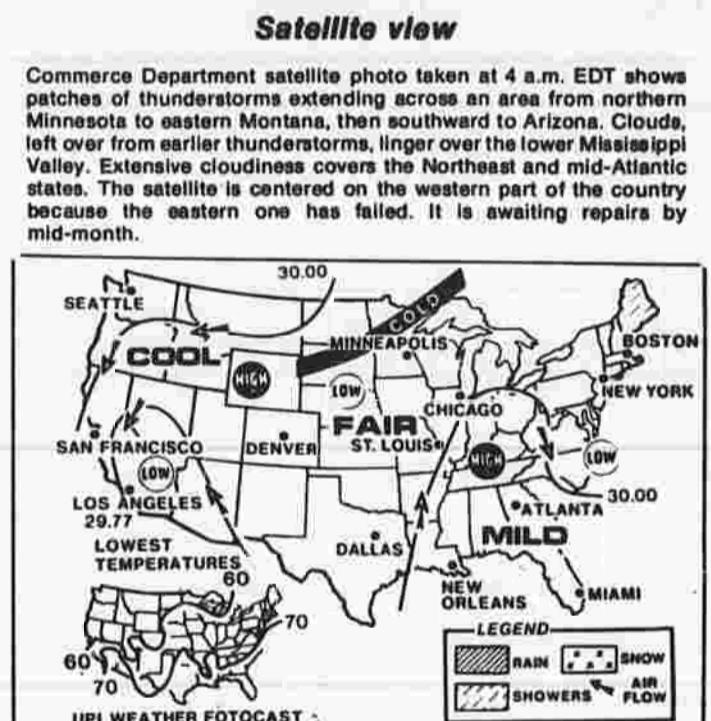 Satellite view
Commerce Department satellite photo taken at 4 a.m. EDT shows
patches of thunderstorms extending across an area from northern
Minnesota to eastern Montana, then southward to Arizona. Clouds,
left over from earlier thunderstorms, linger over the lower Mississippi
Valley. Extensive cloudiness covers the Northeast and mid-Atlantic
states. The satellite is centered on the western part of the country
because the eastern one has failed. It is awaiting repairs by
mid-month.
30.00
SEATTLE
COLD
MINNEAPOLIS
BOSTON
COOL
HIGH
LOW
NEW YORK
CHICAGO
FAIR
SAN FRANCISCO
DENVER
ST. LOUIS
HIGH
LOW
LOW
LOS ANGELES
29.77
30.00
ATLANTA
MILD
LOWEST
TEMPERATURES
DALLAS
60
NEW
ORLEANS
MIAMI
70
60
70
LEGEND
RAIN
SNOW
SHOWERS
AIR
FLOW
UPI WEATHER FOTOCAST